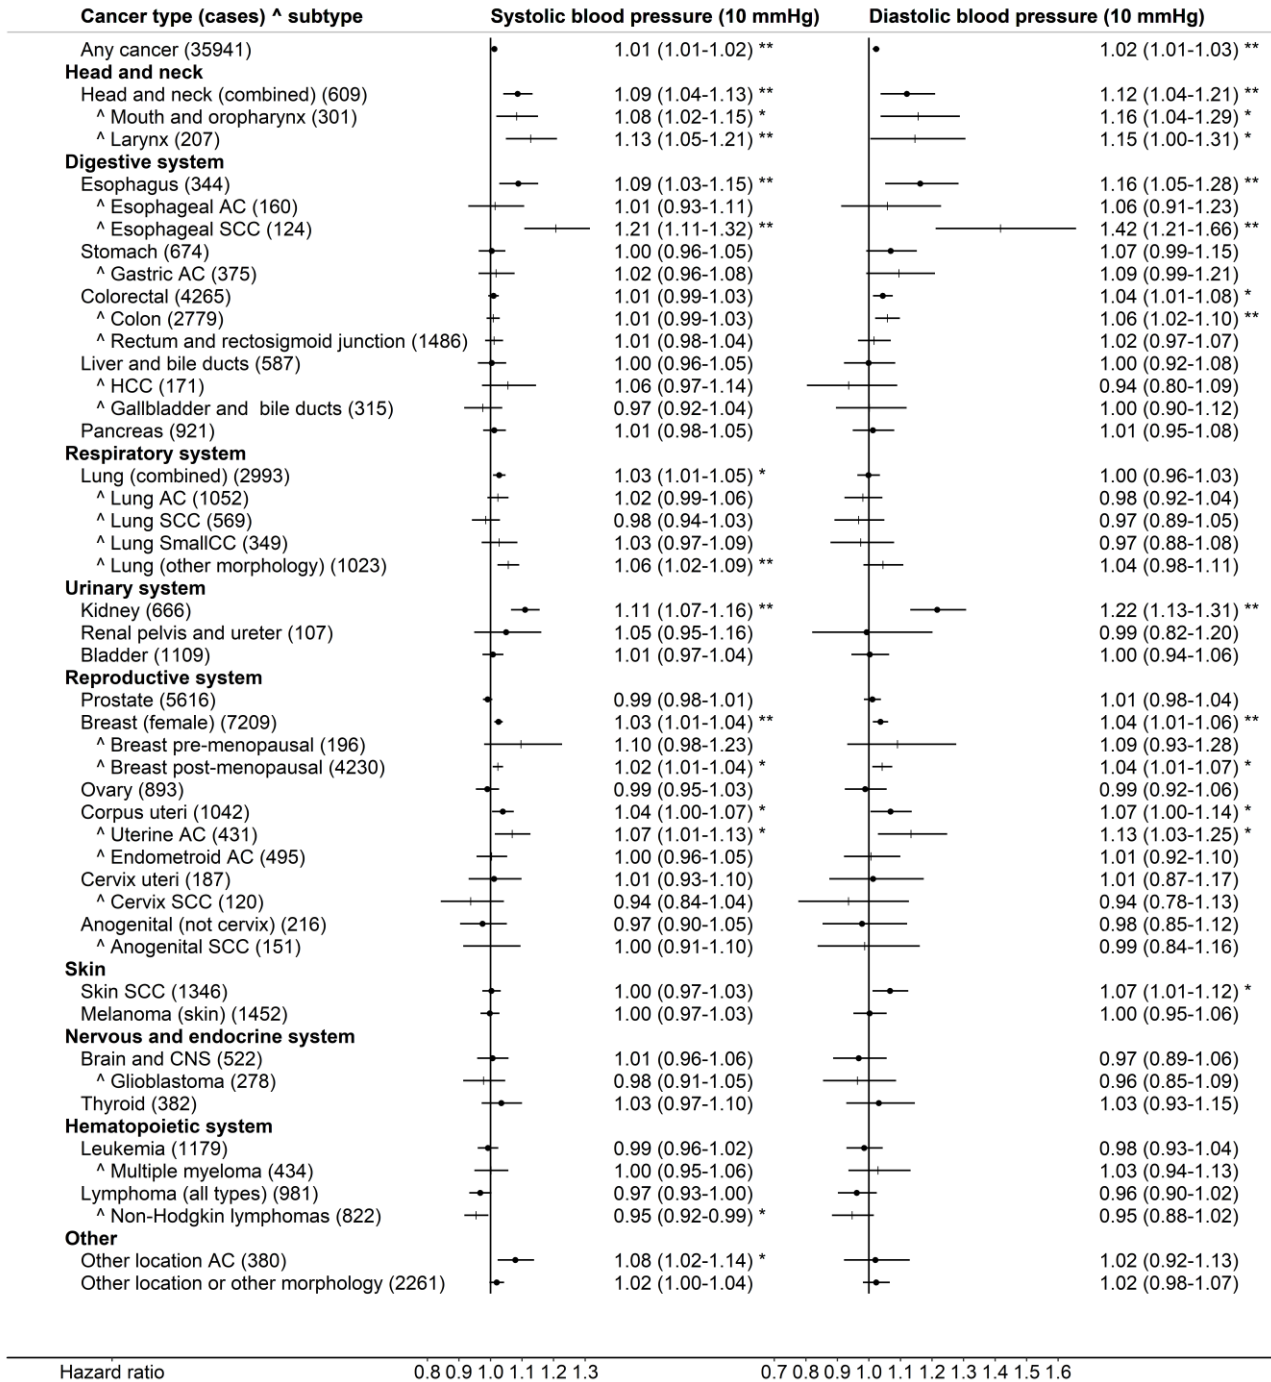 Cancer type (cases) ^ subtype Systolic blood pressure (10 mmHg) Diastolic blood pressure (10 mmHg)
Any cancer (35941) 1.01 (1.01-1.02) ** 1.02 (1.01-1.03) **
Head and neck
Head and neck (combined) (609) 1.09 (1.04-1.13) ** 1.12 (1.04-1.21) **
^ Mouth and oropharynx (301) 1.08 (1.02-1.15) * 1.16 (1.04-1.29) *
^ Larynx (207) 1.13 (1.05-1.21) ** 1.15 (1.00-1.31) *
Digestive system
Esophagus (344) 1.09 (1.03-1.15) ** 1.16 (1.05-1.28) **
^ Esophageal AC (160) 1.01 (0.93-1.11) 1.06 (0.91-1.23)
^ Esophageal SCC (124) 1.21 (1.11-1.32) ** 1.42 (1.21-1.66) **
Stomach (674) 1.00 (0.96-1.05) 1.07 (0.99-1.15)
^ Gastric AC (375) 1.02 (0.96-1.08) 1.09 (0.99-1.21)
Colorectal (4265) 1.01 (0.99-1.03) 1.04 (1.01-1.08) *
^ Colon (2779) 1.01 (0.99-1.03) 1.06 (1.02-1.10) **
^ Rectum and rectosigmoid junction (1486) 1.01 (0.98-1.04) 1.02 (0.97-1.07)
Liver and bile ducts (587) 1.00 (0.96-1.05) 1.00 (0.92-1.08)
^ HCC (171) 1.06 (0.97-1.14) 0.94 (0.80-1.09)
^ Gallbladder and bile ducts (315) 0.97 (0.92-1.04) 1.00 (0.90-1.12)
Pancreas (921) 1.01 (0.98-1.05) 1.01 (0.95-1.08)
Respiratory system
Lung (combined) (2993) 1.03 (1.01-1.05) * 1.00 (0.96-1.03)
^ Lung AC (1052) 1.02 (0.99-1.06) 0.98 (0.92-1.04)
^ Lung SCC (569) 0.98 (0.94-1.03) 0.97 (0.89-1.05)
^ Lung SmallCC (349) 1.03 (0.97-1.09) 0.97 (0.88-1.08)
^ Lung (other morphology) (1023) 1.06 (1.02-1.09) ** 1.04 (0.98-1.11)
Urinary system
Kidney (666) 1.11 (1.07-1.16) ** 1.22 (1.13-1.31) **
Renal pelvis and ureter (107) 1.05 (0.95-1.16) 0.99 (0.82-1.20)
Bladder (1109) 1.01 (0.97-1.04) 1.00 (0.94-1.06)
Reproductive system
Prostate (5616) 0.99 (0.98-1.01) 1.01 (0.98-1.04)
Breast (female) (7209) 1.03 (1.01-1.04) ** 1.04 (1.01-1.06) **
^ Breast pre-menopausal (196) 1.10 (0.98-1.23) 1.09 (0.93-1.28)
^ Breast post-menopausal (4230) 1.02 (1.01-1.04) * 1.04 (1.01-1.07) *
Ovary (893) 0.99 (0.95-1.03) 0.99 (0.92-1.06)
Corpus uteri (1042) 1.04 (1.00-1.07) * 1.07 (1.00-1.14) *
^ Uterine AC (431) 1.07 (1.01-1.13) * 1.13 (1.03-1.25) *
^ Endometroid AC (495) 1.00 (0.96-1.05) 1.01 (0.92-1.10)
Cervix uteri (187) 1.01 (0.93-1.10) 1.01 (0.87-1.17)
^ Cervix SCC (120) 0.94 (0.84-1.04) 0.94 (0.78-1.13)
Anogenital (not cervix) (216) 0.97 (0.90-1.05) 0.98 (0.85-1.12)
^ Anogenital SCC (151) 1.00 (0.91-1.10) 0.99 (0.84-1.16)
Skin
Skin SCC (1346) 1.00 (0.97-1.03) 1.07 (1.01-1.12) *
Melanoma (skin) (1452) 1.00 (0.97-1.03) 1.00 (0.95-1.06)
Nervous and endocrine system
Brain and CNS (522) 1.01 (0.96-1.06) 0.97 (0.89-1.06)
^ Glioblastoma (278) 0.98 (0.91-1.05) 0.96 (0.85-1.09)
Thyroid (382) 1.03 (0.97-1.10) 1.03 (0.93-1.15)
Hematopoietic system
Leukemia (1179) 0.99 (0.96-1.02) 0.98 (0.93-1.04)
^ Multiple myeloma (434) 1.00 (0.95-1.06) 1.03 (0.94-1.13)
Lymphoma (all types) (981) 0.97 (0.93-1.00) 0.96 (0.90-1.02)
^ Non-Hodgkin lymphomas (822) 0.95 (0.92-0.99) * 0.95 (0.88-1.02)
Other
Other location AC (380) 1.08 (1.02-1.14) * 1.02 (0.92-1.13)
Other location or other morphology (2261) 1.02 (1.00-1.04) 1.02 (0.98-1.07)
Hazard ratio 0.8 0.9 1.0 1.1 1.2 1.3 0.7 0.8 0.9 1.0 1.1 1.2 1.3 1.4 1.5 1.6